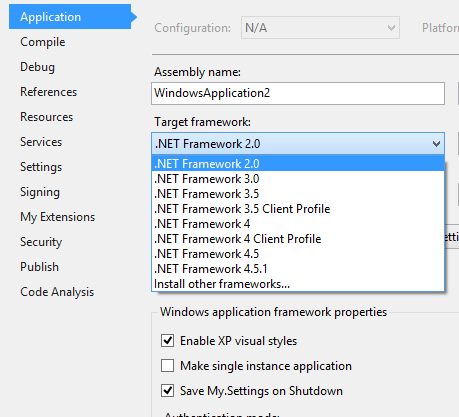 Application
Compile
Debug
References
Resources
Services
Settings
Signing
My Extensions
Security
Publish
Code Analysis
Configuration: N/A Platfo
Assembly name:
WindowsApplication2
Target framework:
.NET Framework 2.0
.NET Framework 2.0
.NET Framework 3.0
.NET Framework 3.5
.NET Framework 3.5 Client Profile
.NET Framework 4
.NET Framework 4 Client Profile
.NET Framework 4.5
.NET Framework 4.5.1
Install other frameworks...
Windows application framework properties
Enable XP visual styles
Make single instance application
Save My.Settings on Shutdown
Authentication mode: